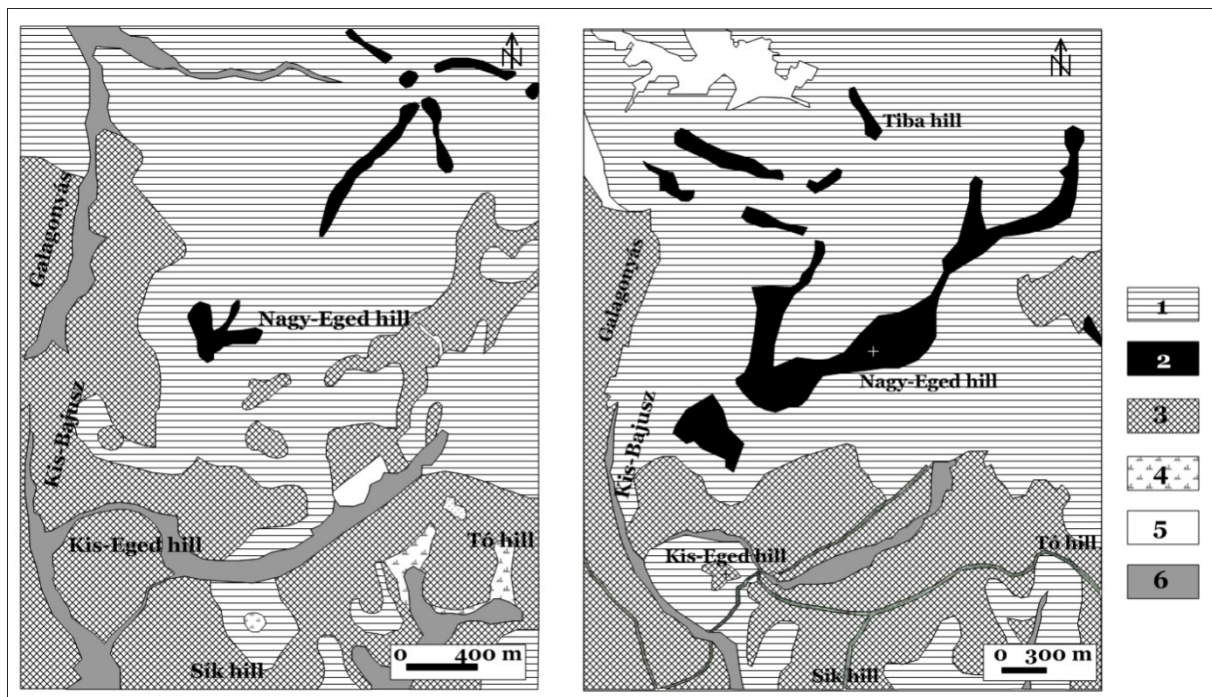 N
Galagonyás
Nagy-Eged hill
Kis-Bajusz
Kis-Eged hill
Tó hill
Sík hill
0 400 m
N
Tiba hill
Galagonyás
Nagy-Eged hill
Kis-Bajusz
Kis-Eged hill
Tó hill
Sík hill
0 300 m
1
2
3
4
5
6